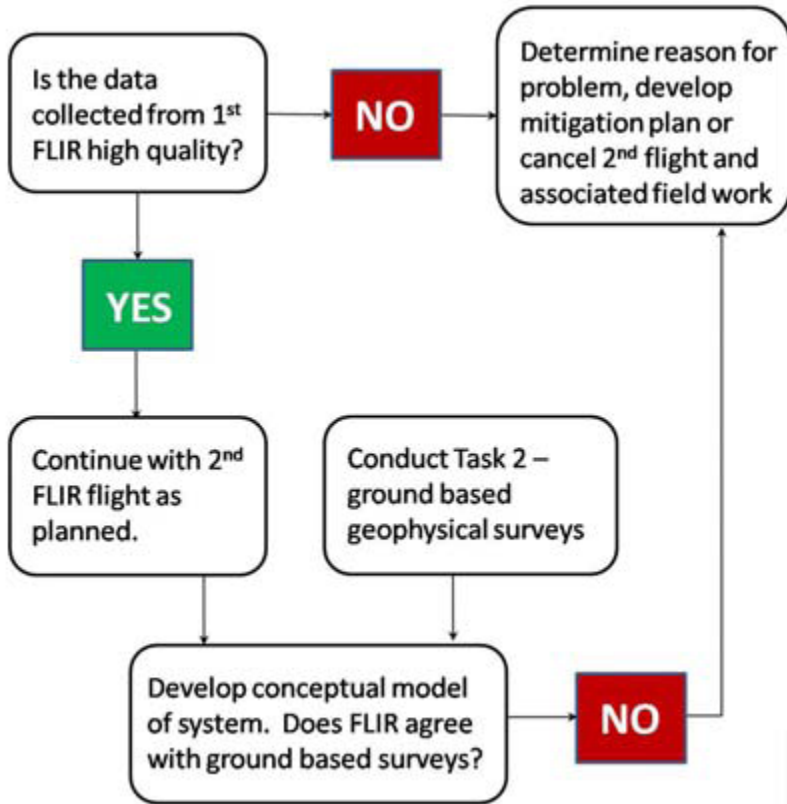 Is the data
collected from 1st
FLIR high quality?
NO
Determine reason for
problem, develop
mitigation plan or
cancel 2nd flight and
associated field work
YES
Continue with 2nd
FLIR flight as
planned.
Conduct Task 2 –
ground based
geophysical surveys
Develop conceptual model
of system.  Does FLIR agree
with ground based surveys?
NO